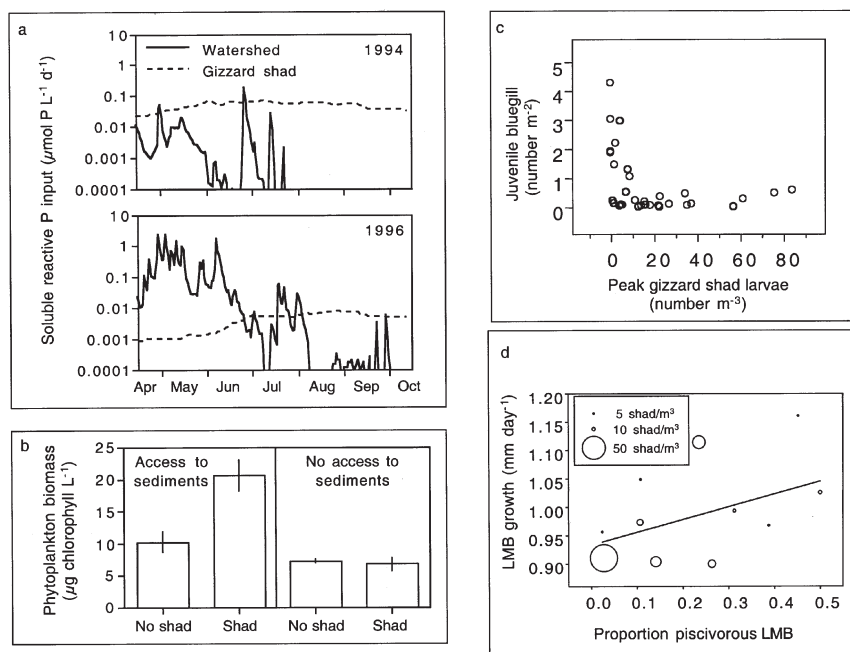 a
Soluble reactive P input (µmol P L-1 d-1)
10
Watershed
1994
1
Gizzard shad
0.1
0.01
0.001
0.0001
10
1996
1
0.1
0.01
0.001
0.0001
Apr May Jun Jul Aug Sep Oct
b
Phytoplankton biomass
(µg chlorophyll L-1)
25
20
15
10
5
0
Access to
sediments
No access to
sediments
No shad Shad No shad Shad
c
Juvenile bluegill
(number m-2)
5
4
3
2
1
0
0 20 40 60 80
Peak gizzard shad larvae
(number m-3)
d
LMB growth (mm day-1)
1.20
1.15
1.10
1.05
1.00
0.95
0.90
5 shad/m3
10 shad/m3
50 shad/m3
0.0 0.1 0.2 0.3 0.4 0.5
Proportion piscivorous LMB